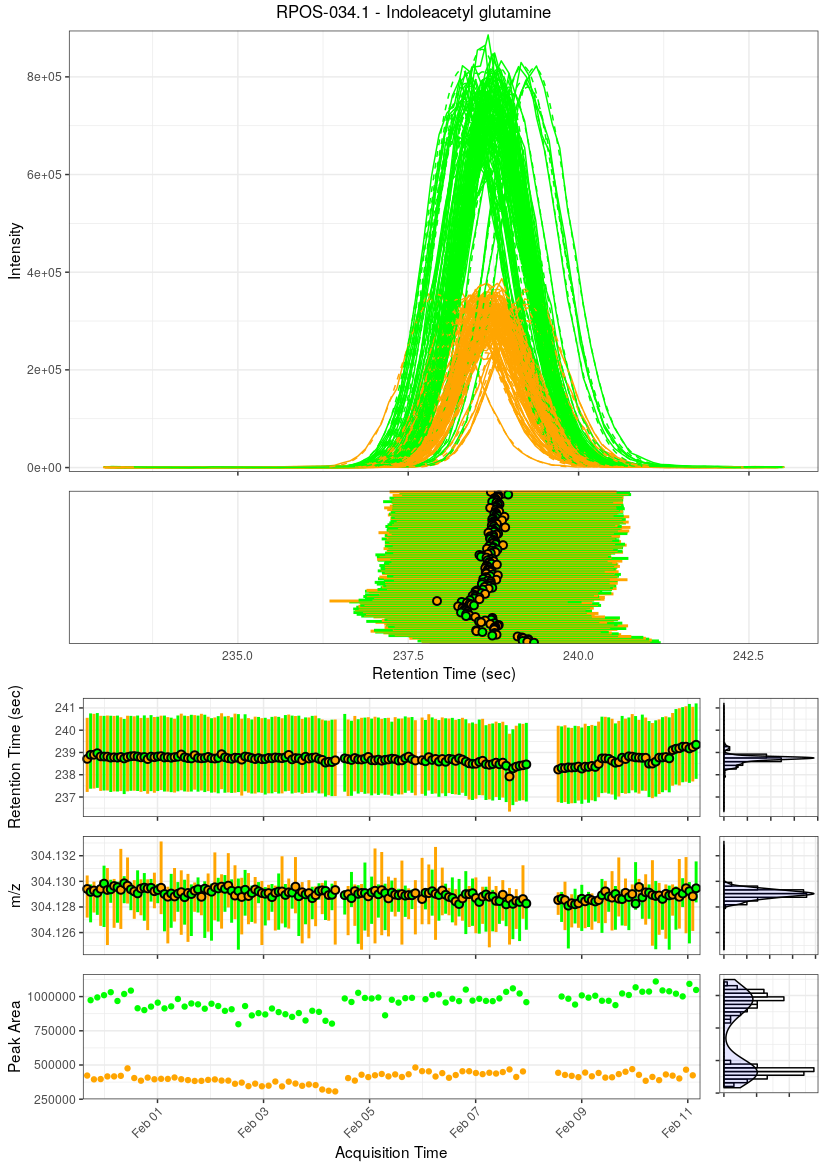 RPOS-034.1 - Indoleacetyl glutamine
8e+05
6e+05
4e+05
2e+05
0e+00
Intensity
235.0 237.5 240.0 242.5
Retention Time (sec)
241
240
239
238
237
Retention Time (sec)
304.132
304.130
304.128
304.126
m/z
1000000
750000
500000
250000
Peak Area
Feb 01 Feb 03 Feb 05 Feb 07 Feb 09 Feb 11
Acquisition Time